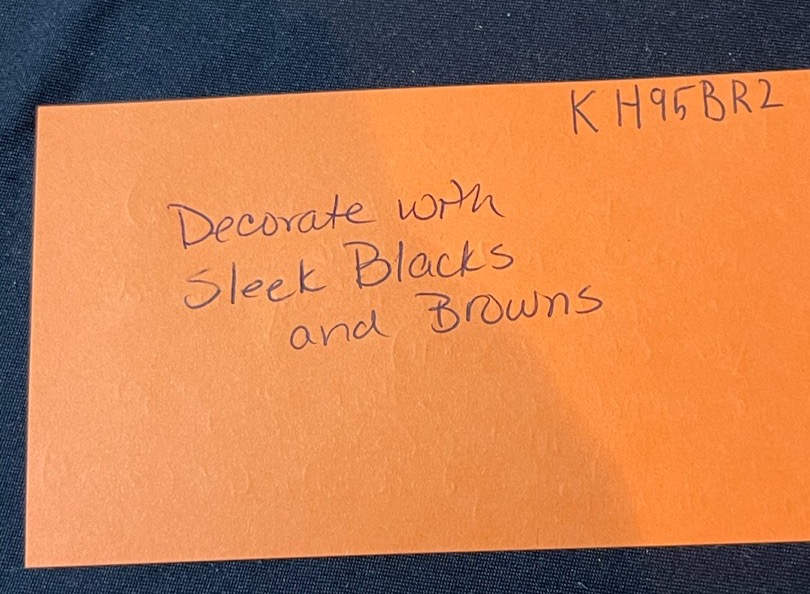 KH95BR2
Decorate with
Sleek Blacks
and Browns